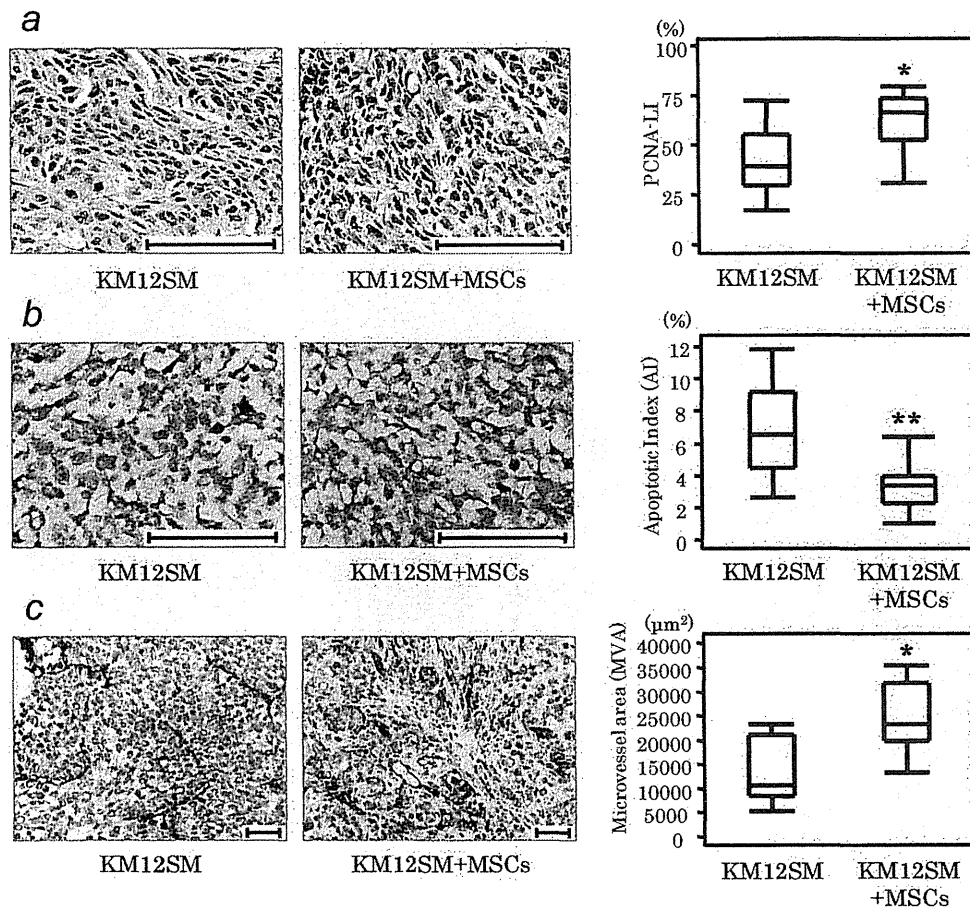 a
KM12SM
KM12SM+MSCs
(%)
100
75
50
25
0
PCNA-LI
*
KM12SM
KM12SM
+MSCs
b
KM12SM
KM12SM+MSCs
(%)
12
10
8
6
4
2
0
Apoptotic Index (AI)
**
KM12SM
KM12SM
+MSCs
c
KM12SM
KM12SM+MSCs
(μm²)
40000
35000
30000
25000
20000
15000
10000
5000
0
Microvessel area (MVA)
*
KM12SM
KM12SM
+MSCs